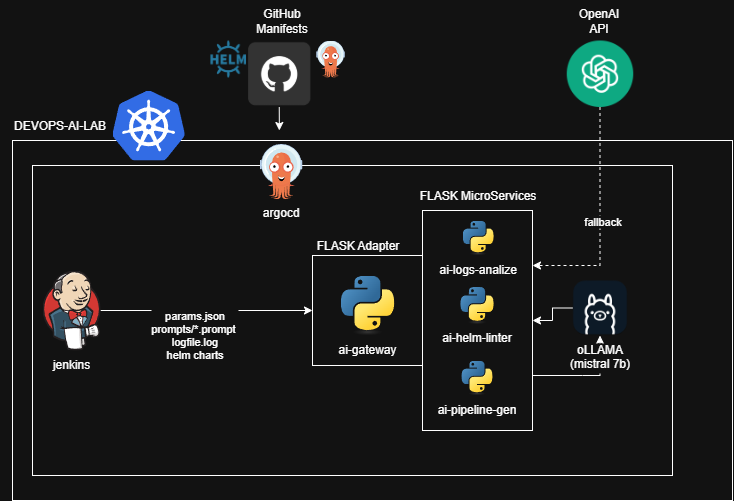 GitHub
Manifests
OpenAI
API
HELM
DEVOPS-AI-LAB
argocd
FLASK MicroServices
fallback
FLASK Adapter
ai-logs-analize
params.json
prompts/*.prompt
logfile.log
helm charts
ai-gateway
ai-helm-linter
oLLAMA
(mistral 7b)
jenkins
ai-pipeline-gen